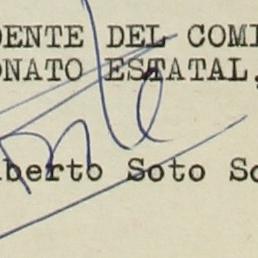 DENTE DEL COMI
ONATO ESTATAL,
berto Soto So